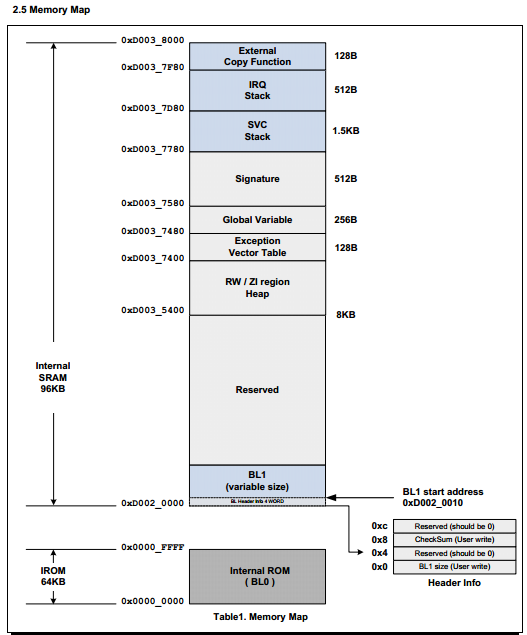 2.5 Memory Map
0xD003_8000
External
Copy Function
128B
0xD003_7F80
IRQ
Stack
512B
0xD003_7D80
SVC
Stack
1.5KB
0xD003_7780
Signature
512B
0xD003_7580
Global Variable
256B
0xD003_7480
Exception
Vector Table
128B
0xD003_7400
RW / ZI region
Heap
0xD003_5400
8KB
Internal
SRAM
96KB
Reserved
BL1
(variable size)
BL Header Info 4 WORD
BL1 start address
0xD002_0010
0xD002_0000
0xc
Reserved (should be 0)
0x8
CheckSum (User write)
0x4
Reserved (should be 0)
0x0
BL1 size (User write)
Header Info
0x0000_FFFF
IROM
64KB
Internal ROM
( BL0 )
0x0000_0000
Table1. Memory Map